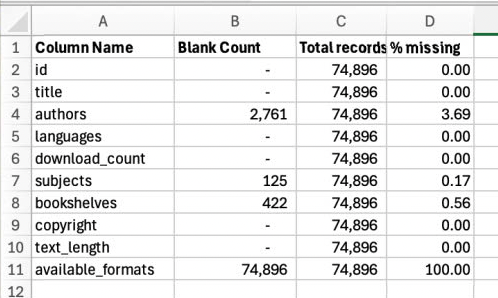 A B C D
1 Column Name Blank Count Total records % missing
2 id - 74,896 0.00
3 title - 74,896 0.00
4 authors 2,761 74,896 3.69
5 languages - 74,896 0.00
6 download_count - 74,896 0.00
7 subjects 125 74,896 0.17
8 bookshelves 422 74,896 0.56
9 copyright - 74,896 0.00
10 text_length - 74,896 0.00
11 available_formats 74,896 74,896 100.00
12